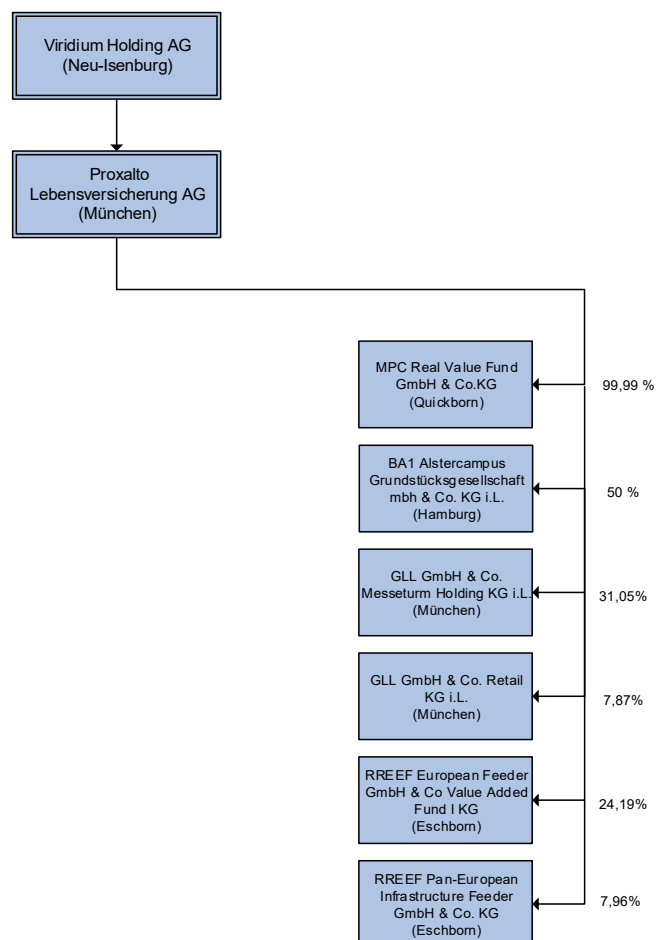 Viridium Holding AG
(Neu-Isenburg)
Proxalto
Lebensversicherung AG
(München)
MPC Real Value Fund
GmbH & Co.KG
(Quickborn)
99,99 %
BA1 Alstercampus
Grundstücksgesellschaft
mbh & Co. KG i.L.
(Hamburg)
50 %
GLL GmbH & Co.
Messeturm Holding KG i.L.
(München)
31,05%
GLL GmbH & Co. Retail
KG i.L.
(München)
7,87%
RREEF European Feeder
GmbH & Co Value Added
Fund I KG
(Eschborn)
24,19%
RREEF Pan-European
Infrastructure Feeder
GmbH & Co. KG
(Eschborn)
7,96%